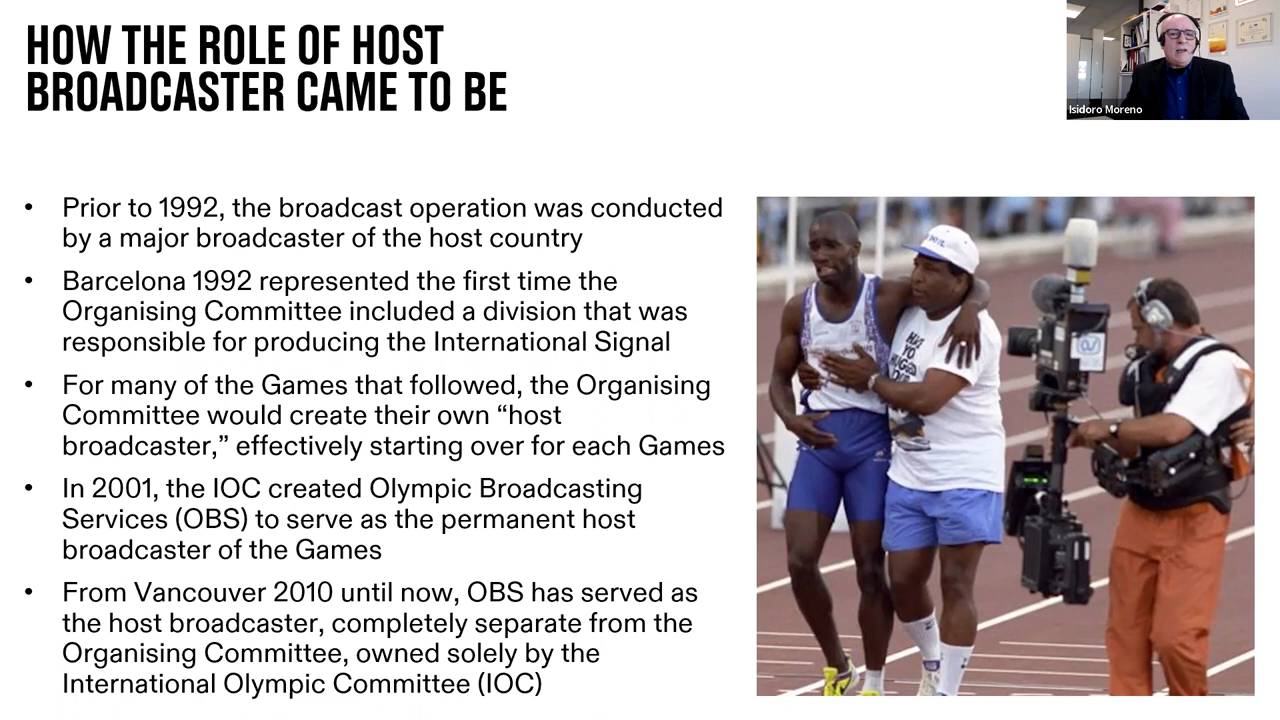 HOW THE ROLE OF HOST
BROADCASTER CAME TO BE
Isidoro Moreno
• Prior to 1992, the broadcast operation was conducted
by a major broadcaster of the host country
• Barcelona 1992 represented the first time the
Organising Committee included a division that was
responsible for producing the International Signal
• For many of the Games that followed, the Organising
Committee would create their own “host
broadcaster,” effectively starting over for each Games
• In 2001, the IOC created Olympic Broadcasting
Services (OBS) to serve as the permanent host
broadcaster of the Games
• From Vancouver 2010 until now, OBS has served as
the host broadcaster, completely separate from the
Organising Committee, owned solely by the
International Olympic Committee (IOC)